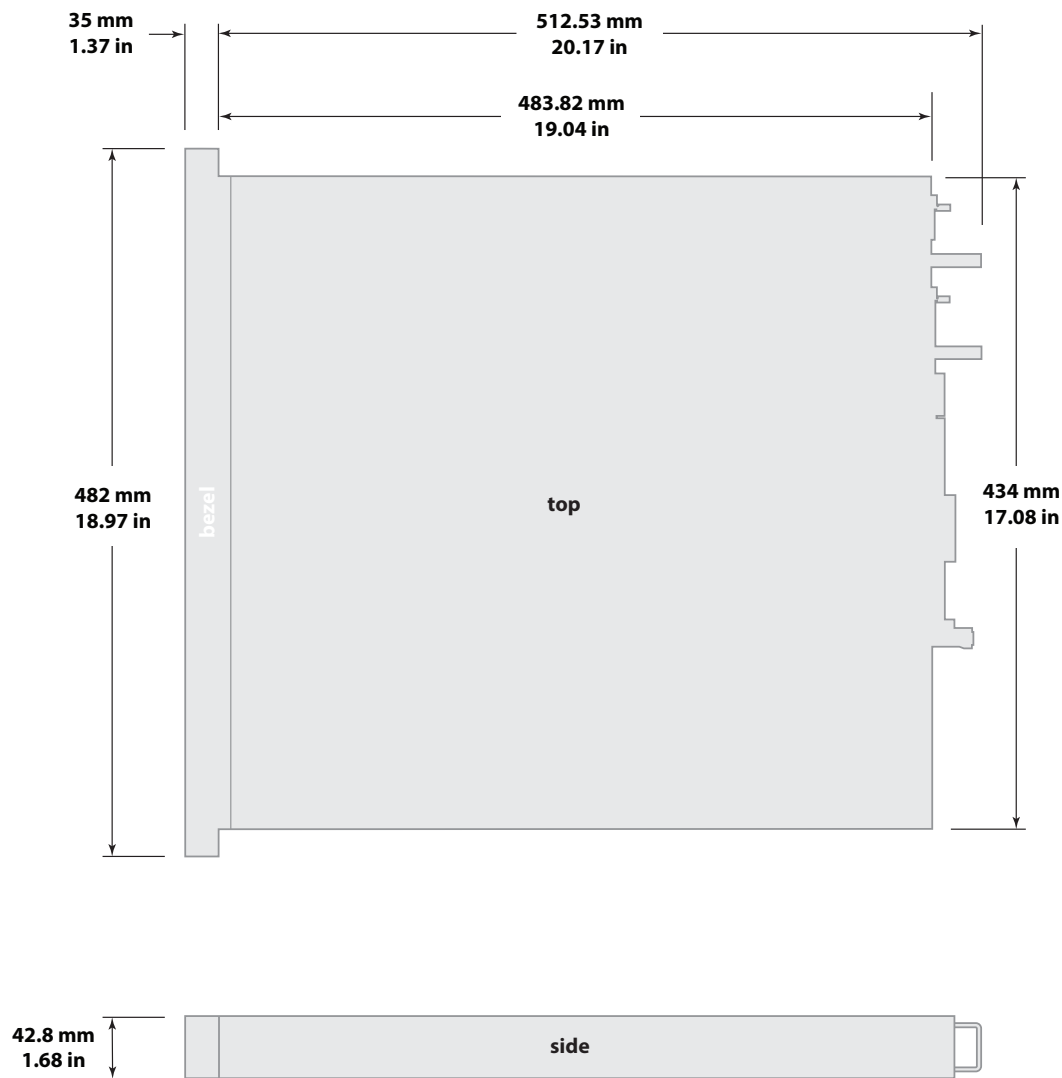 35 mm
1.37 in
512.53 mm
20.17 in
483.82 mm
19.04 in
482 mm
18.97 in
bezel
top
434 mm
17.08 in
42.8 mm
1.68 in
side